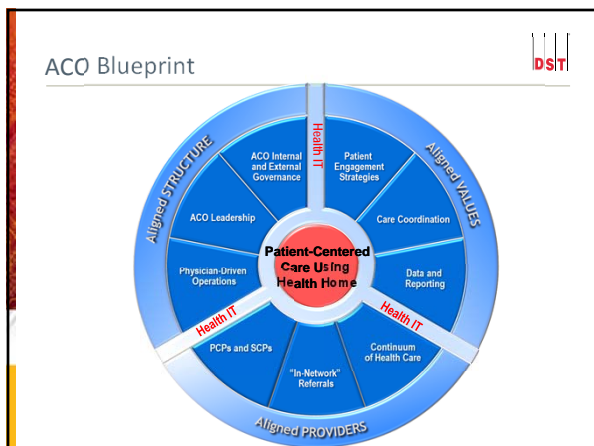 ACO Blueprint
DST
Aligned STRUCTURE
Aligned VALUES
Aligned PROVIDERS
Health IT
ACO Internal
and External
Governance
Patient
Engagement
Strategies
ACO Leadership
Care Coordination
Physician-Driven
Operations
Patient-Centered
Care Using
Health Home
Data and
Reporting
Health IT
Health IT
PCPs and SCPs
"In-Network"
Referrals
Continuum
of Health Care